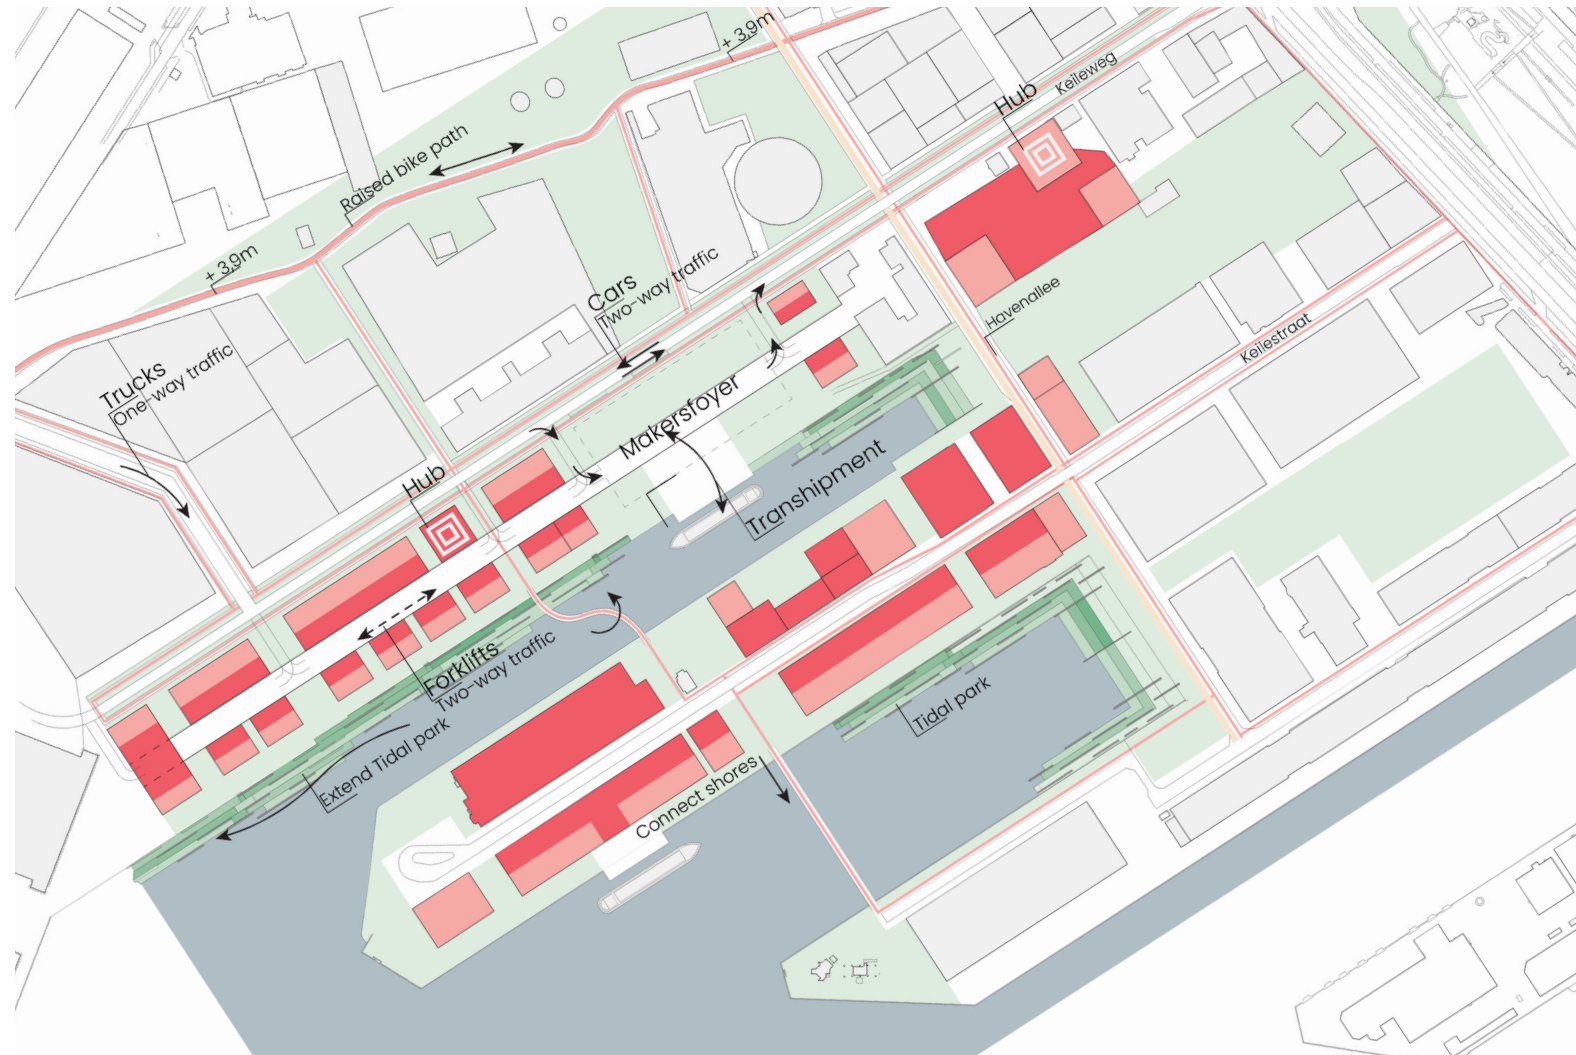 + 3,9m
Keileweg
Hub
Raised bike path
+ 3,9m
Cars
Two-way traffic
Havenallee
Keilestraat
Trucks
One-way traffic
Makersfoyer
Hub
Transhipment
Forklifts
Two-way traffic
Tidal park
Extend Tidal park
Connect shores